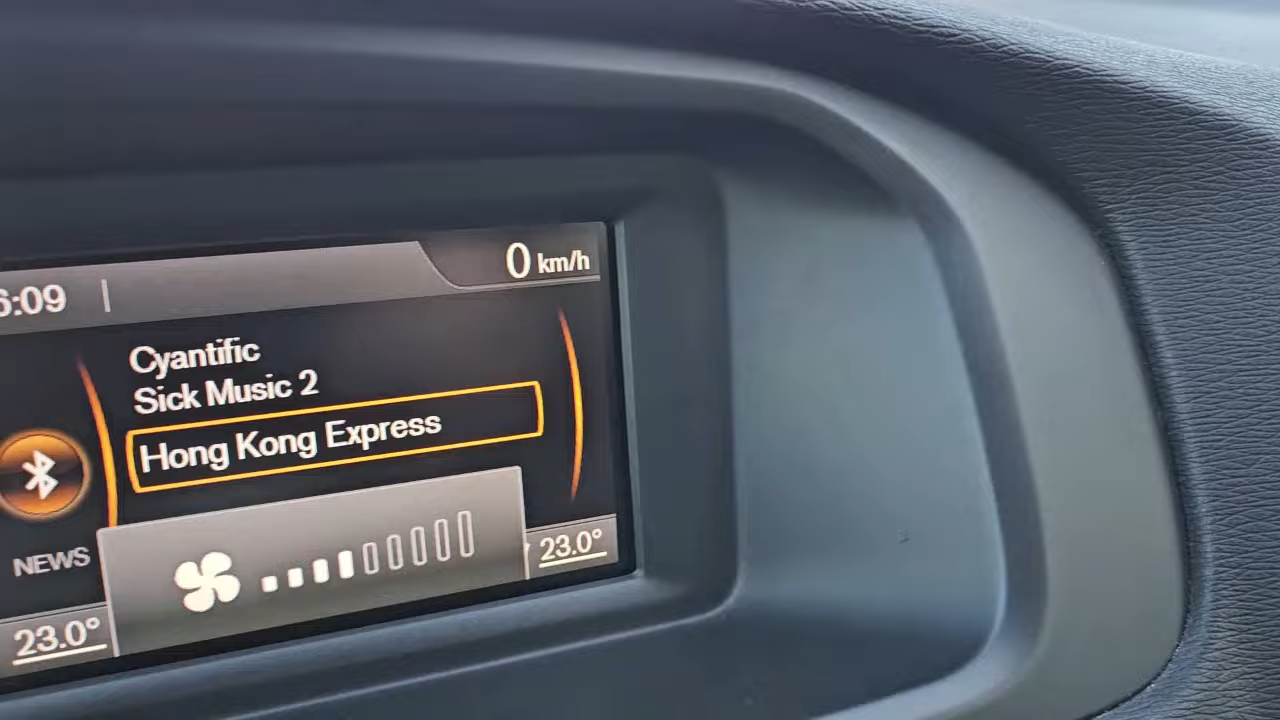 6:09
0 km/h
Cyantific
Sick Music 2
Hong Kong Express
NEWS
23.0°
23.0°